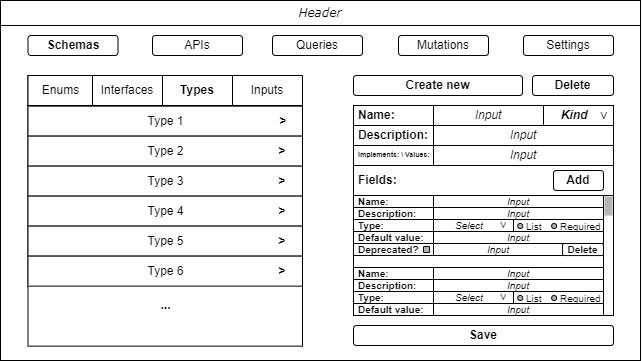 Header
Schemas APIs Queries Mutations Settings
Enums Interfaces Types Inputs
Type 1 >
Type 2 >
Type 3 >
Type 4 >
Type 5 >
Type 6 >
...
Create new Delete
Name: Input Kind V
Description: Input
Implements: \ Values: Input
Fields: Add
Name: Input
Description: Input
Type: Select V List Required
Default value: Input
Deprecated? Input Delete
Name: Input
Description: Input
Type: Select V List Required
Default value: Input
Save